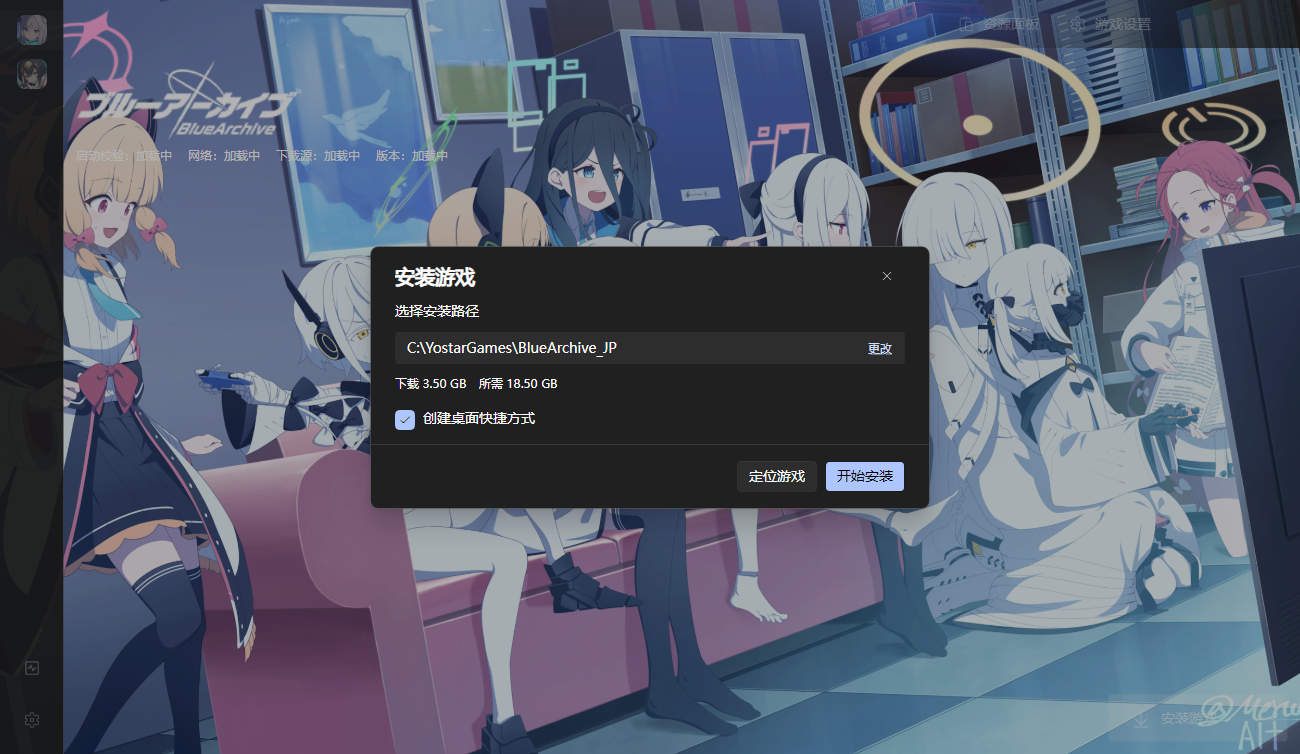 资源面板 游戏设置
ブルーアーカイブ
BlueArchive
启动校验: 加载中 网络: 加载中 下载源: 加载中 版本: 加载中
安装游戏
选择安装路径
C:\YostarGames\BlueArchive_JP 更改
下载 3.50 GB 所需 18.50 GB
创建桌面快捷方式
定位游戏 开始安装
安装游戏